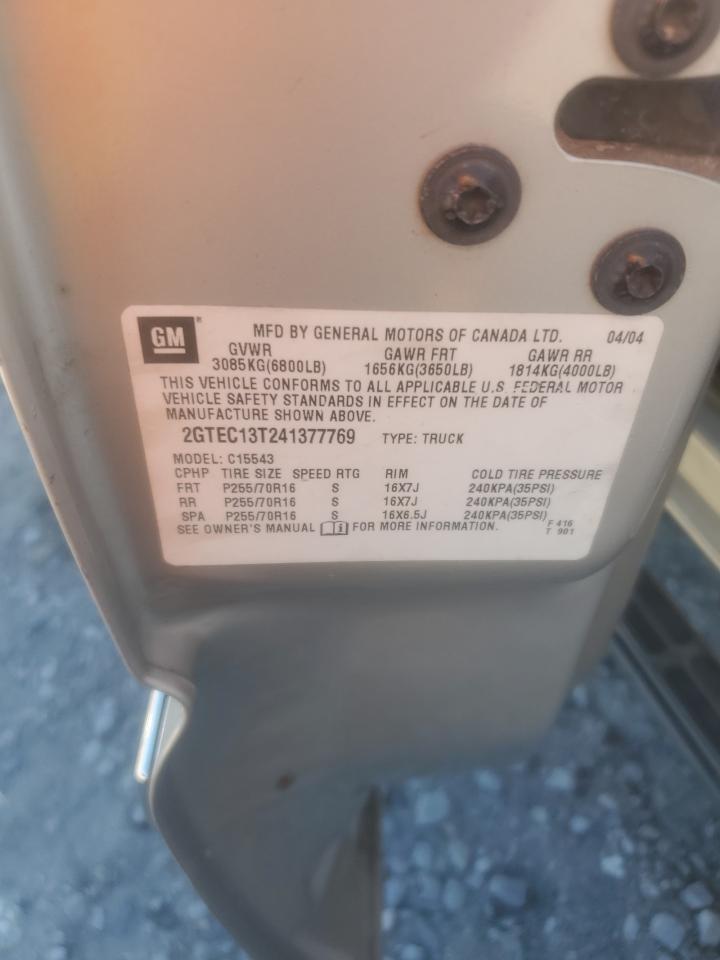 GM ® MFD BY GENERAL MOTORS OF CANADA LTD. 04/04
GVWR GAWR FRT GAWR RR
3085KG(6800LB) 1656KG(3650LB) 1814KG(4000LB)
THIS VEHICLE CONFORMS TO ALL APPLICABLE U.S. FEDERAL MOTOR
VEHICLE SAFETY STANDARDS IN EFFECT ON THE DATE OF
MANUFACTURE SHOWN ABOVE.
2GTEC13T241377769 TYPE: TRUCK
MODEL: C15543
CPHP TIRE SIZE SPEED RTG RIM COLD TIRE PRESSURE
FRT P255/70R16 S 16X7J 240KPA(35PSI)
RR P255/70R16 S 16X7J 240KPA(35PSI)
SPA P255/70R16 S 16X6.5J 240KPA(35PSI)
SEE OWNER'S MANUAL FOR MORE INFORMATION. F 416
T 901